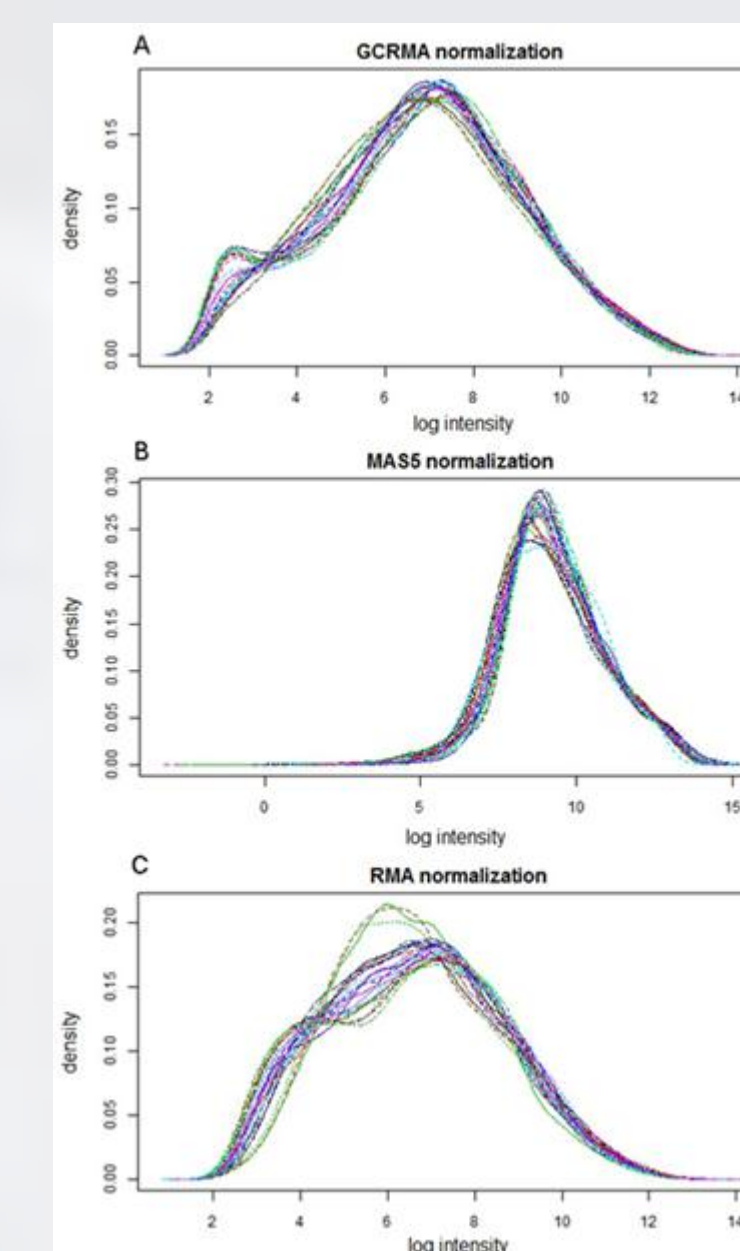 A
GCRMA normalization
density
0.00 0.05 0.10 0.15
2 4 6 8 10 12 14
log intensity
B
MAS5 normalization
density
0.00 0.05 0.10 0.15 0.20 0.25 0.30
0 5 10 15
log intensity
C
RMA normalization
density
0.00 0.05 0.10 0.15 0.20
2 4 6 8 10 12 14
log intensity